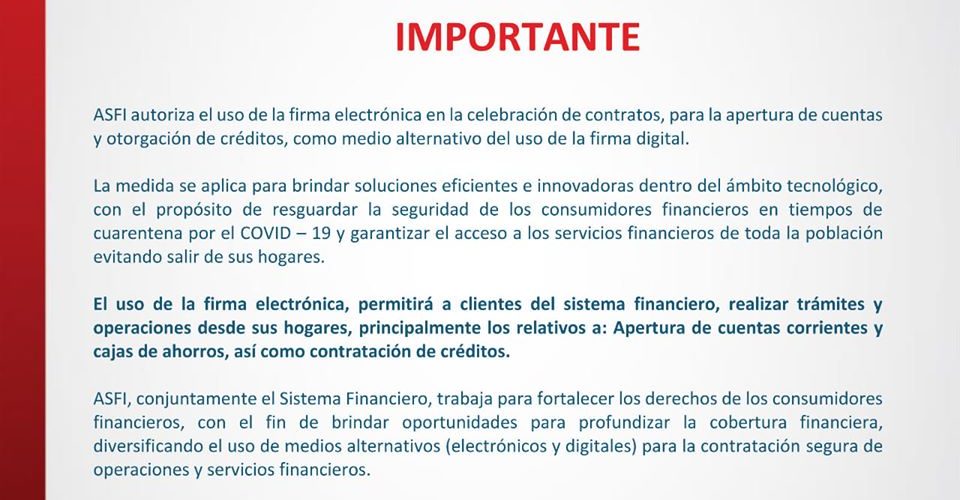 IMPORTANTE
ASFI autoriza el uso de la firma electrónica en la celebración de contratos, para la apertura de cuentas
y otorgación de créditos, como medio alternativo del uso de la firma digital.
La medida se aplica para brindar soluciones eficientes e innovadoras dentro del ámbito tecnológico,
con el propósito de resguardar la seguridad de los consumidores financieros en tiempos de
cuarentena por el COVID – 19 y garantizar el acceso a los servicios financieros de toda la población
evitando salir de sus hogares.
El uso de la firma electrónica, permitirá a clientes del sistema financiero, realizar trámites y
operaciones desde sus hogares, principalmente los relativos a: Apertura de cuentas corrientes y
cajas de ahorros, así como contratación de créditos.
ASFI, conjuntamente el Sistema Financiero, trabaja para fortalecer los derechos de los consumidores
financieros, con el fin de brindar oportunidades para profundizar la cobertura financiera,
diversificando el uso de medios alternativos (electrónicos y digitales) para la contratación segura de
operaciones y servicios financieros.